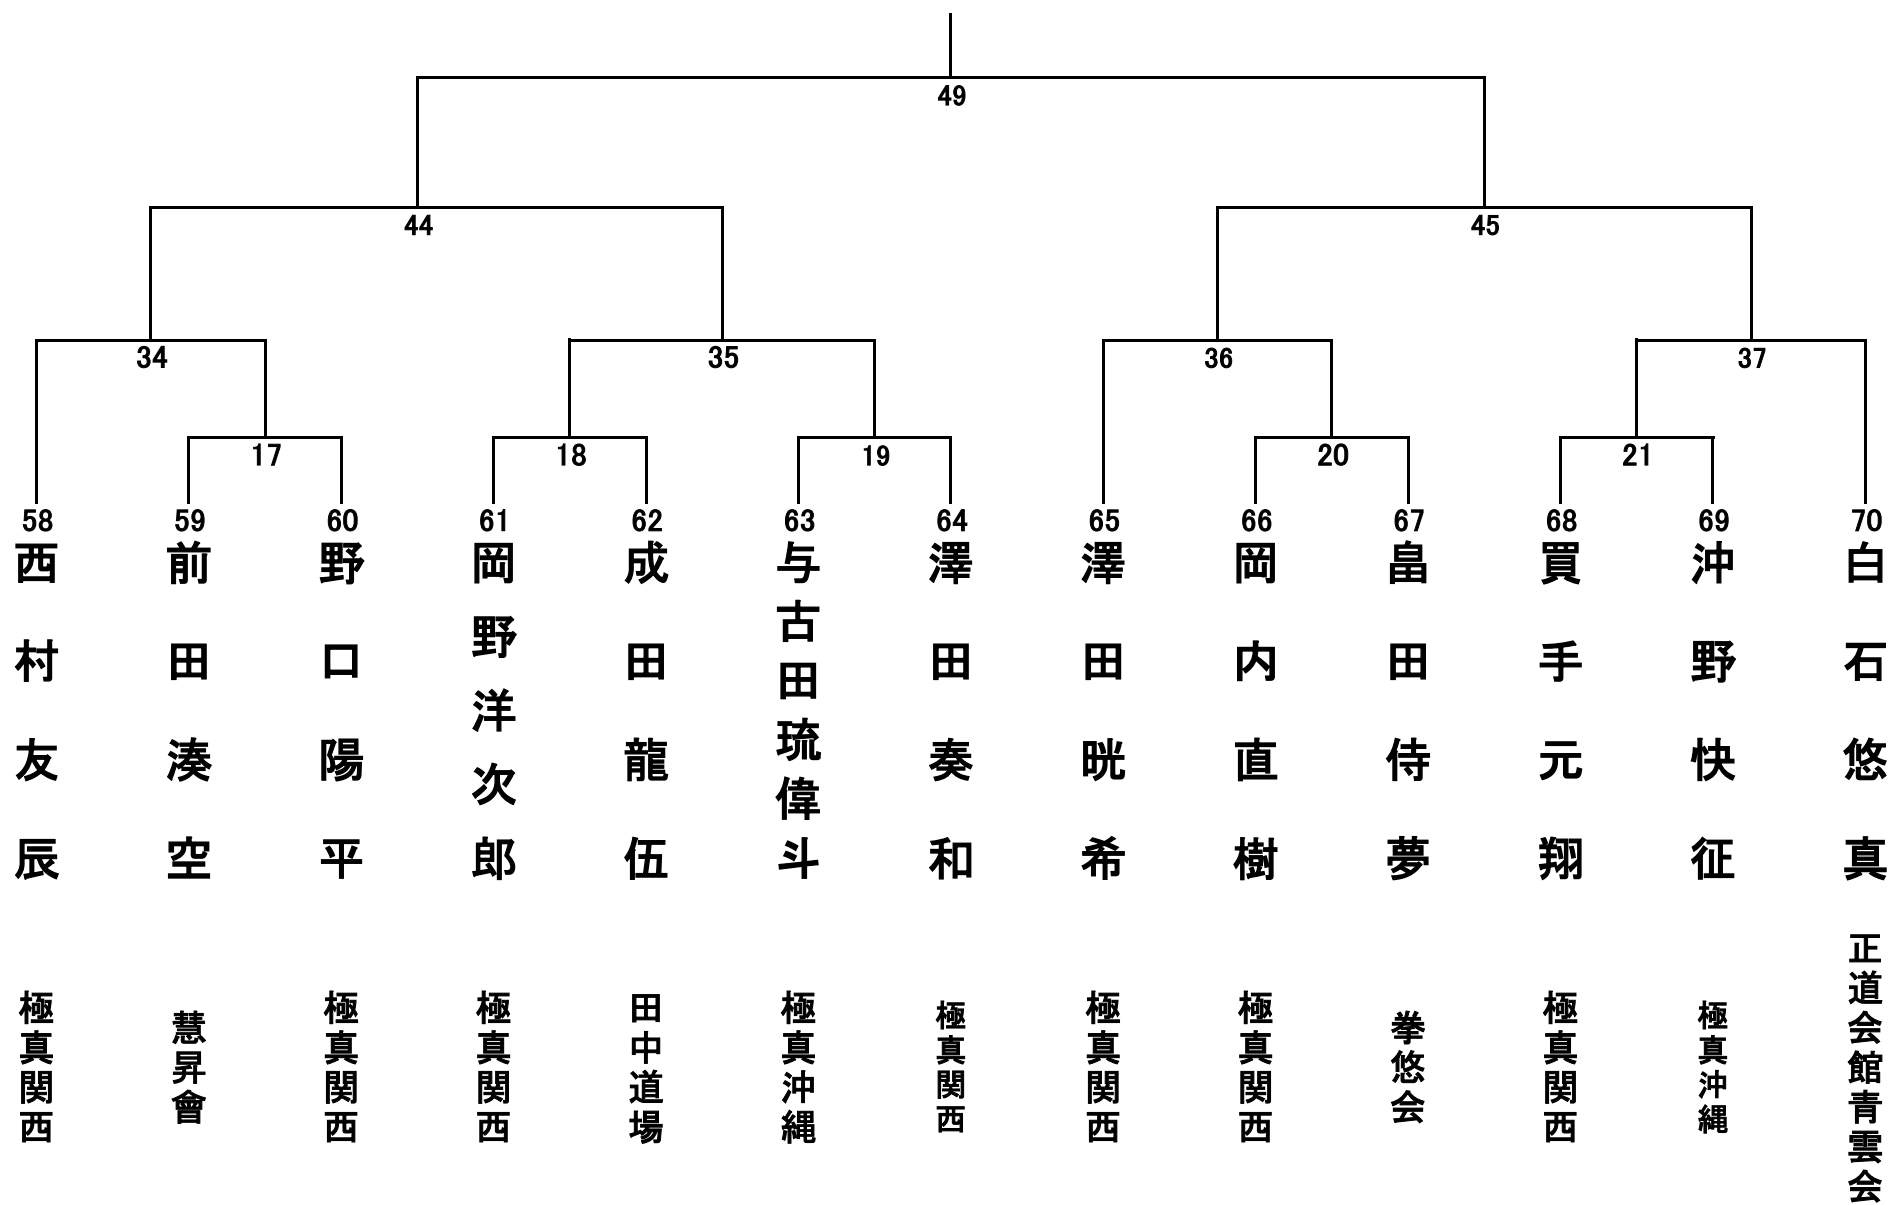 49
44
45
34
35
36
37
17
18
19
20
21
58
西村友辰
極真関西
59
前田湊空
慧昇會
60
野口陽平
極真関西
61
岡野洋次郎
極真関西
62
成田龍伍
田中道場
63
与古田琉偉斗
極真沖縄
64
澤田奏和
極真関西
65
澤田晄希
極真関西
66
岡内直樹
極真関西
67
畠田侍夢
拳悠会
68
買手元翔
極真関西
69
沖野快征
極真沖縄
70
白石悠真
正道会館青雲会